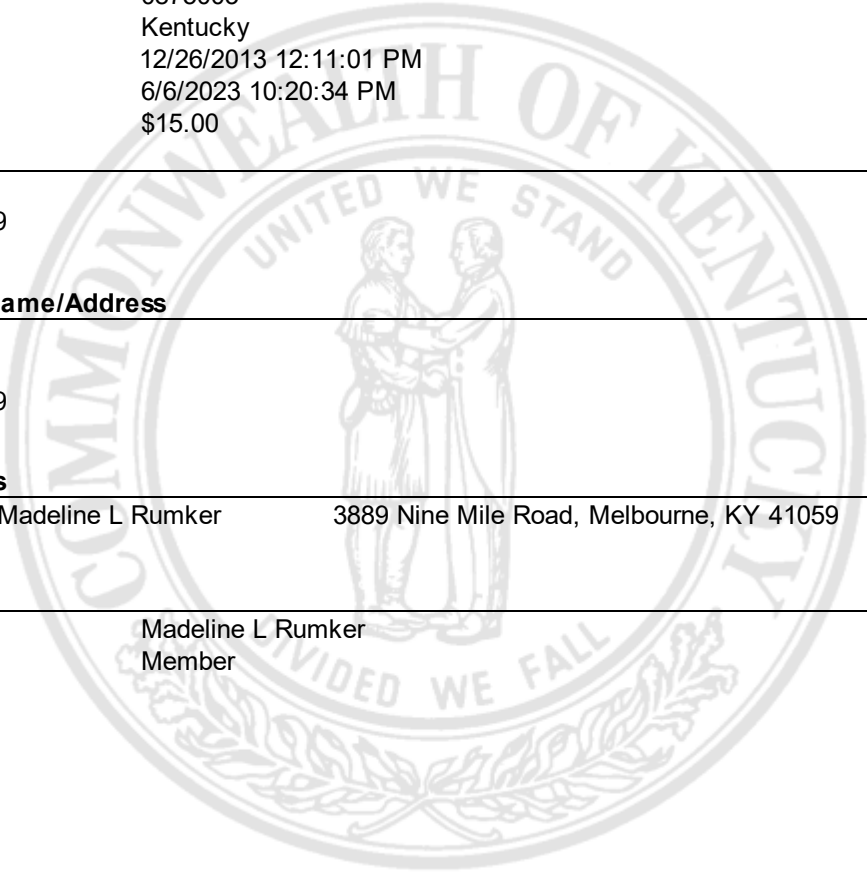 Kentucky
12/26/2013 12:11:01 PM
6/6/2023 10:20:34 PM
$15.00
9
ame/Address
9
s
Madeline L Rumker 3889 Nine Mile Road, Melbourne, KY 41059
Madeline L Rumker
Member
COMMONWEALTH OF KENTUCKY
UNITED WE STAND
DIVIDED WE FALL